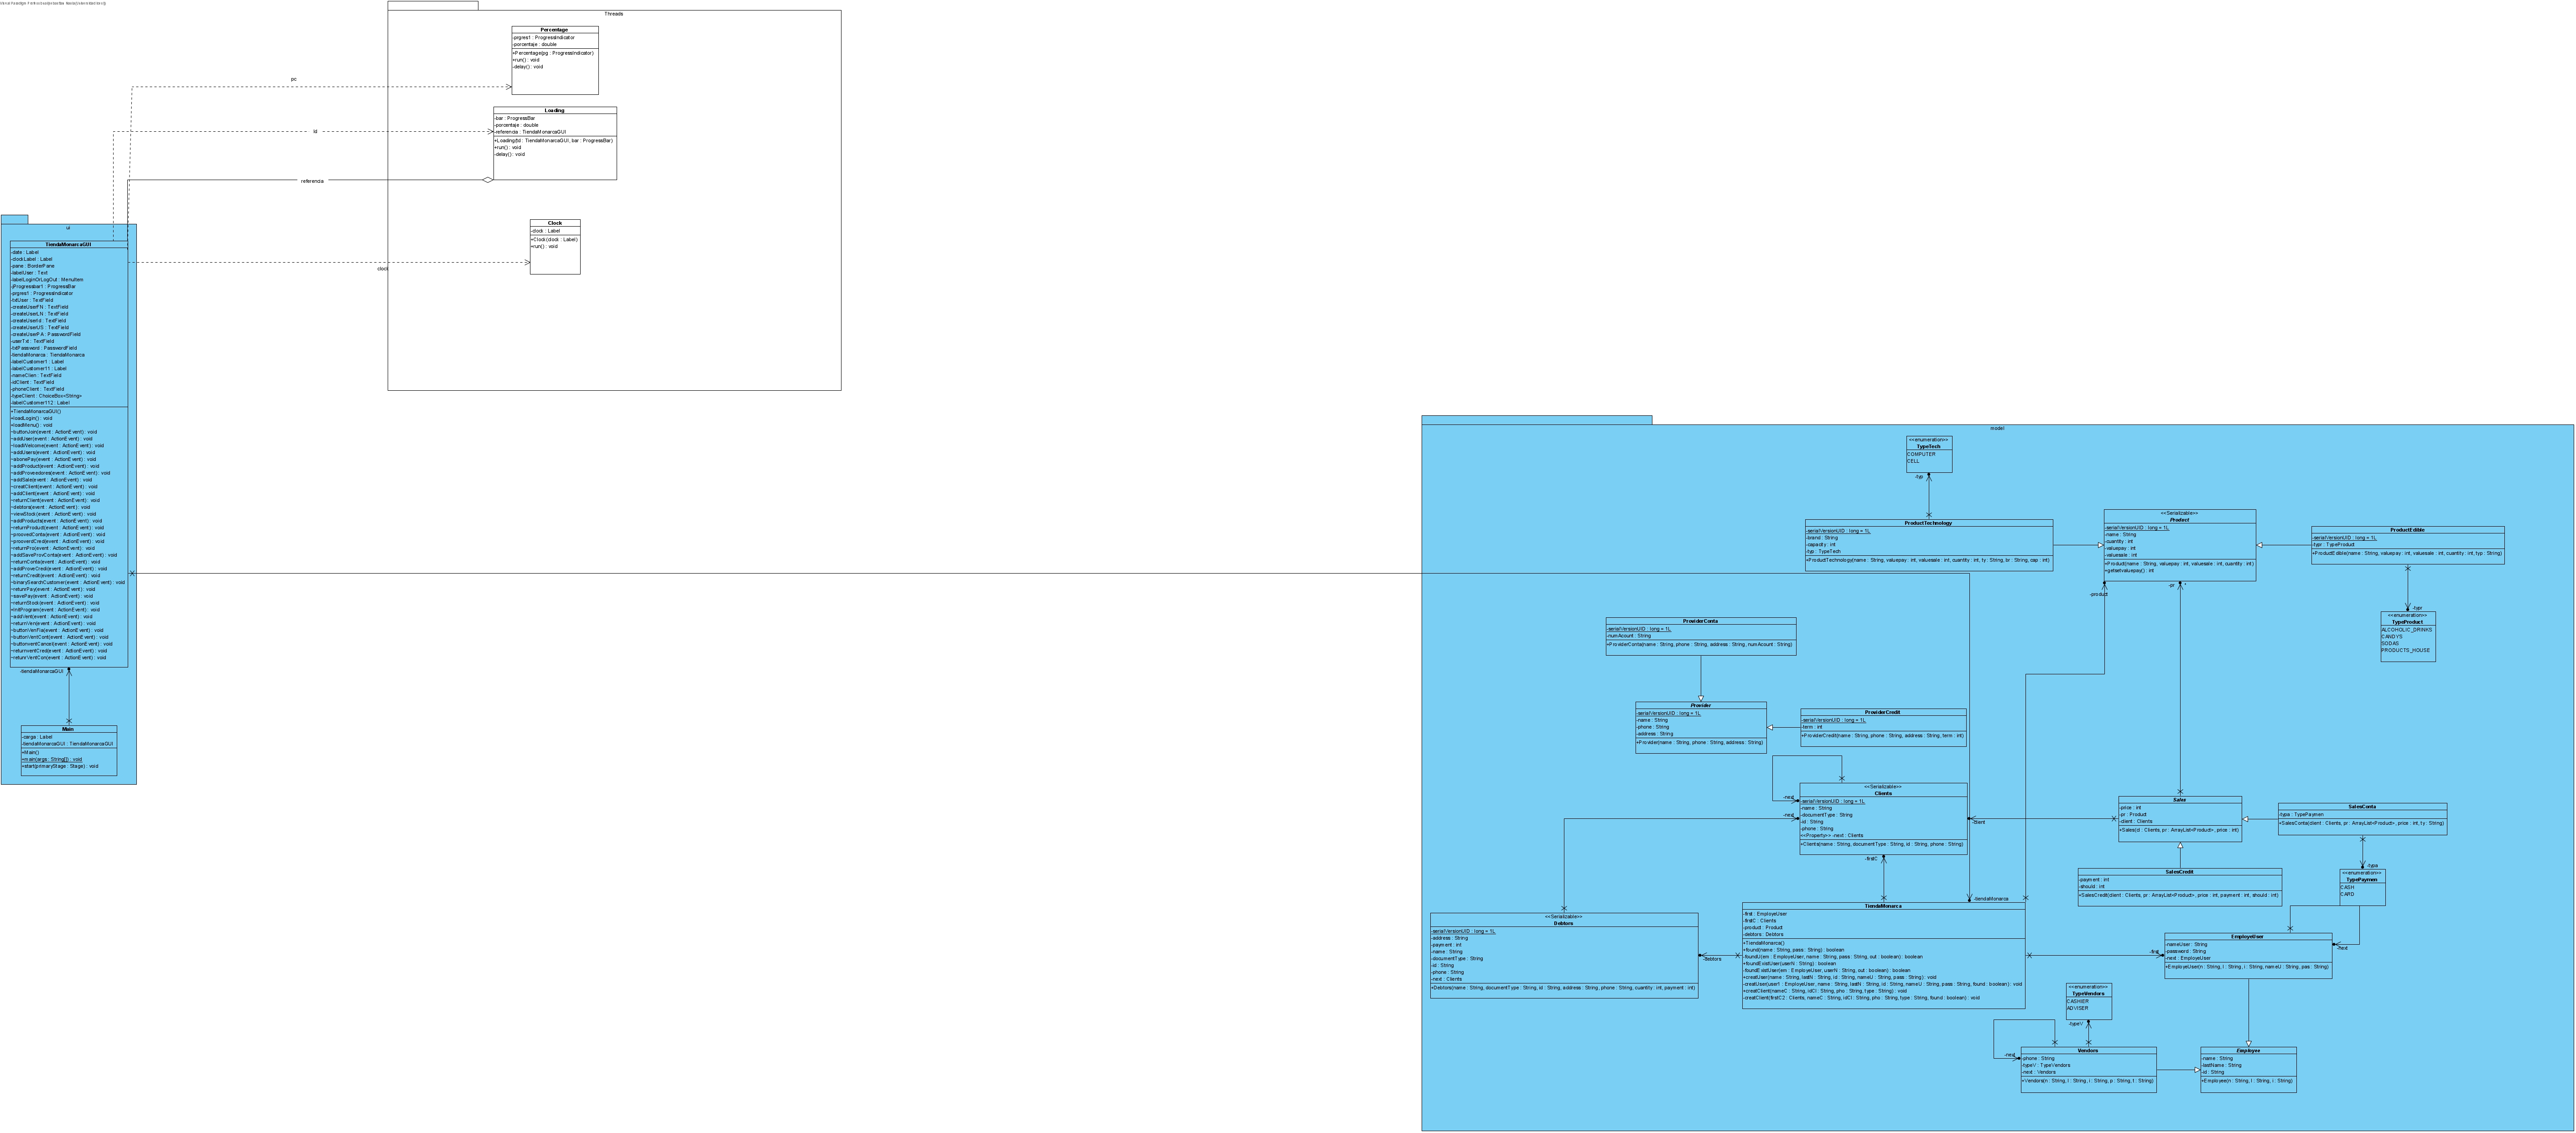 Threads
Percentage
-prgres1 : ProgressIndicator
-porcentaje : double
+Percentage(pg : ProgressIndicator)
+run() : void
-delay() : void
pc
Loading
-bar : ProgressBar
-porcentaje : double
-referencia : TiendaMonarcaGUI
+Loading(ld : TiendaMonarcaGUI, bar : ProgressBar)
+run() : void
-delay() : void
ld
referencia
Clock
-clock : Label
+Clock(clock : Label)
+run() : void
clock
ui
TiendaMonarcaGUI
-date : Label
-clockLabel : Label
-pane : BorderPane
-labelUser : Text
-labelLoginOrLogOut : MenuItem
-jProgressbar1 : ProgressBar
-prgres1 : ProgressIndicator
-txtUser : TextField
-createUserFN : TextField
-createUserLN : TextField
-createUserId : TextField
-createUserUS : TextField
-createUserPA : PasswordField
-userTxt : TextField
-txtPassword : PasswordField
-tiendaMonarca : TiendaMonarca
-labelCustomer1 : Label
-labelCustomer11 : Label
-nameClien : TextField
-idClient : TextField
-phoneClient : TextField
-typeClient : ChoiceBox<String>
-labelCustomer112 : Label
+TiendaMonarcaGUI()
+loadLogin() : void
+loadMenu() : void
~buttonJoin(event : ActionEvent) : void
~addUser(event : ActionEvent) : void
~loadWelcome(event : ActionEvent) : void
~addUsers(event : ActionEvent) : void
~abonePay(event : ActionEvent) : void
~addProduct(event : ActionEvent) : void
~addProveedores(event : ActionEvent) : void
~addSale(event : ActionEvent) : void
~creatClient(event : ActionEvent) : void
~addClient(event : ActionEvent) : void
~returnClient(event : ActionEvent) : void
~debtors(event : ActionEvent) : void
~viewStock(event : ActionEvent) : void
~addProducts(event : ActionEvent) : void
~returnProduct(event : ActionEvent) : void
~proovedConta(event : ActionEvent) : void
~prooverdCred(event : ActionEvent) : void
~returnPro(event : ActionEvent) : void
~addSaveProvConta(event : ActionEvent) : void
~returnConta(event : ActionEvent) : void
~addProveCredi(event : ActionEvent) : void
~returnCredit(event : ActionEvent) : void
~binarySearchCustomer(event : ActionEvent) : void
~returnPay(event : ActionEvent) : void
~savePay(event : ActionEvent) : void
~returnStock(event : ActionEvent) : void
+InitProgram(event : ActionEvent) : void
~addVent(event : ActionEvent) : void
~returnVen(event : ActionEvent) : void
~buttonVenFia(event : ActionEvent) : void
~buttonVentCont(event : ActionEvent) : void
~buttonventCance(event : ActionEvent) : void
~returnventCred(event : ActionEvent) : void
~returnVentCon(event : ActionEvent) : void
-tiendaMonarcaGUI
Main
-carga : Label
-tiendaMonarcaGUI : TiendaMonarcaGUI
+Main()
+main(args : String[]) : void
+start(primaryStage : Stage) : void
model
<<enumeration>>
TypeTech
COMPUTER
CELL
-typ
ProductTechnology
-serialVersionUID : long = 1L
-brand : String
-capazity : int
-typ : TypeTech
+ProductTechnology(name : String, valuepay : int, valuesale : int, cuantity : int, ty : String, br : String, cap : int)
<<Serializable>>
Product
-serialVersionUID : long = 1L
-name : String
-cuantity : int
-valuepay : int
-valuesale : int
+Product(name : String, valuepay : int, valuesale : int, cuantity : int)
+getsetvaluepay() : int
-product
-pr
*
ProductEdible
-serialVersionUID : long = 1L
-typr : TypeProduct
+ProductEdible(name : String, valuepay : int, valuesale : int, cuantity : int, typ : String)
-typr
<<enumeration>>
TypeProduct
ALCOHOLIC_DRINKS
CANDYS
SODAS
PRODUCTS_HOUSE
ProviderConta
-serialVersionUID : long = 1L
-numAcount : String
+ProviderConta(name : String, phone : String, address : String, numAcount : String)
Provider
-serialVersionUID : long = 1L
-name : String
-phone : String
-address : String
+Provider(name : String, phone : String, address : String)
ProviderCredit
-serialVersionUID : long = 1L
-term : int
+ProviderCredit(name : String, phone : String, address : String, term : int)
<<Serializable>>
Clients
-serialVersionUID : long = 1L
-name : String
-documentType : String
-id : String
-phone : String
<<Property>> -next : Clients
+Clients(name : String, documentType : String, id : String, phone : String)
-next
-next
-firstC
-client
Sales
-price : int
-pr : Product
-client : Clients
+Sales(id : Clients, pr : ArrayList<Product>, price : int)
SalesConta
-typa : TypePaymen
+SalesConta(client : Clients, pr : ArrayList<Product>, price : int, ty : String)
-typa
SalesCredit
-payment : int
-should : int
+SalesCredit(client : Clients, pr : ArrayList<Product>, price : int, payment : int, should : int)
<<enumeration>>
TypePaymen
CASH
CARD
<<Serializable>>
Debtors
-serialVersionUID : long = 1L
-address : String
-payment : int
-name : String
-documentType : String
-id : String
-phone : String
-next : Clients
+Debtors(name : String, documentType : String, id : String, address : String, phone : String, cuantity : int, payment : int)
-debtors
-tiendaMonarca
TiendaMonarca
-first : EmployeUser
-firstC : Clients
-product : Product
-debtors : Debtors
+TiendaMonarca()
+found(name : String, pass : String) : boolean
-foundU(em : EmployeUser, name : String, pass : String, out : boolean) : boolean
+foundExistUser(userN : String) : boolean
-foundExistUser(em : EmployeUser, userN : String, out : boolean) : boolean
+creatUser(name : String, lastN : String, id : String, nameU : String, pass : String) : void
-creatUser(user1 : EmployeUser, name : String, lastN : String, id : String, nameU : String, pass : String, found : boolean) : void
+creatClient(nameC : String, idCl : String, pho : String, type : String) : void
-creatClient(firstC2 : Clients, nameC : String, idCl : String, pho : String, type : String, found : boolean) : void
-first
-next
EmployeUser
-nameUser : String
-password : String
-next : EmployeUser
+EmployeUser(n : String, l : String, i : String, nameU : String, pas : String)
<<enumeration>>
TypeVendors
CASHIER
ADVISER
-typeV
-next
Vendors
-phone : String
-typeV : TypeVendors
-next : Vendors
+Vendors(n : String, l : String, i : String, p : String, t : String)
Employee
-name : String
-lastName : String
-id : String
+Employee(n : String, l : String, i : String)